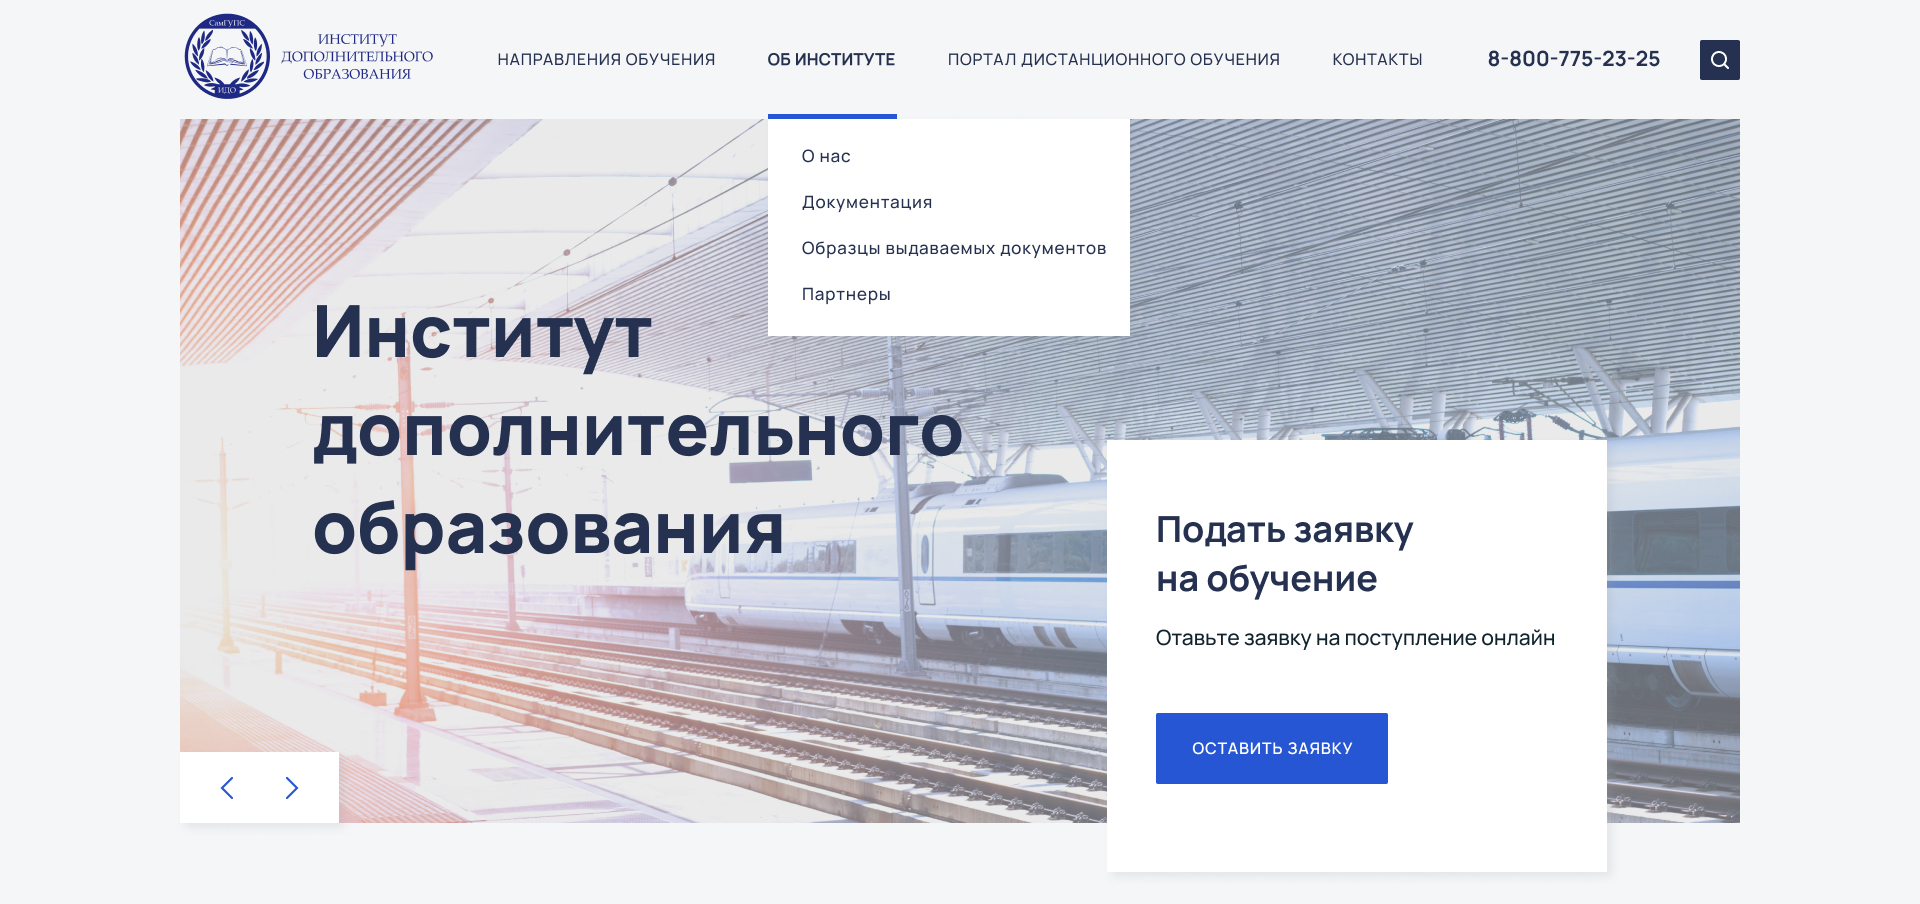 СамГУПС
ИДО
ИНСТИТУТ
ДОПОЛНИТЕЛЬНОГО
ОБРАЗОВАНИЯ
НАПРАВЛЕНИЯ ОБУЧЕНИЯ
ОБ ИНСТИТУТЕ
ПОРТАЛ ДИСТАНЦИОННОГО ОБУЧЕНИЯ
КОНТАКТЫ
8-800-775-23-25
О нас
Документация
Образцы выдаваемых документов
Партнеры
Институт
дополнительного
образования
Подать заявку
на обучение
Отавьте заявку на поступление онлайн
ОСТАВИТЬ ЗАЯВКУ